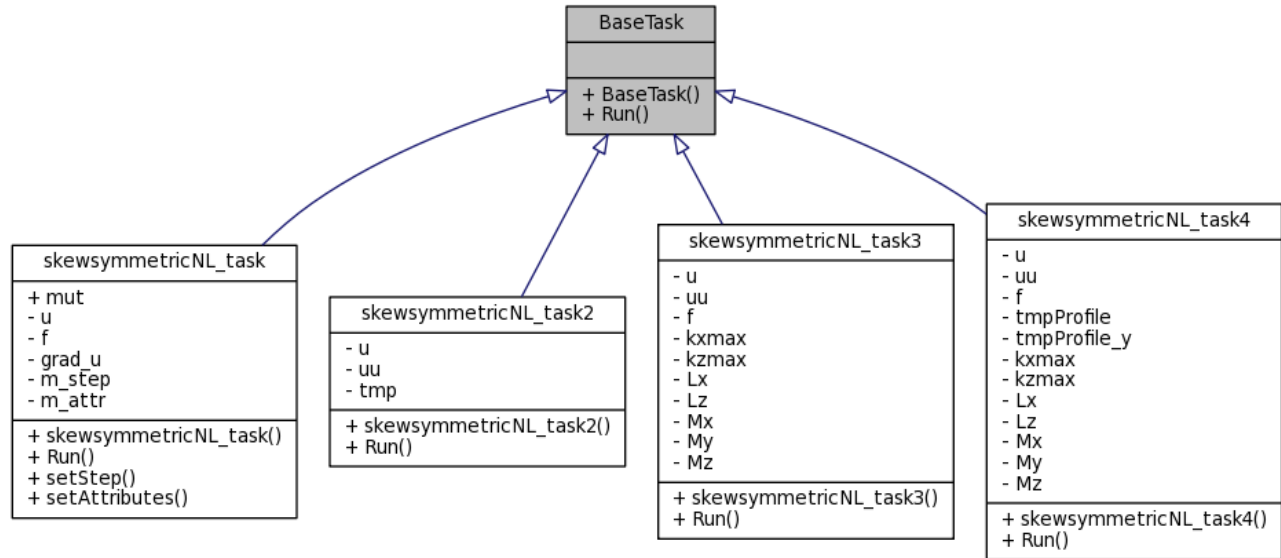 BaseTask
+ BaseTask()
+ Run()
skewsymmetricNL_task
+ mut
- u
- f
- grad_u
- m_step
- m_attr
+ skewsymmetricNL_task()
+ Run()
+ setStep()
+ setAttributes()
skewsymmetricNL_task2
- u
- uu
- tmp
+ skewsymmetricNL_task2()
+ Run()
skewsymmetricNL_task3
- u
- uu
- f
- kxmax
- kzmax
- Lx
- Lz
- Mx
- My
- Mz
+ skewsymmetricNL_task3()
+ Run()
skewsymmetricNL_task4
- u
- uu
- f
- tmpProfile
- tmpProfile_y
- kxmax
- kzmax
- Lx
- Lz
- Mx
- My
- Mz
+ skewsymmetricNL_task4()
+ Run()